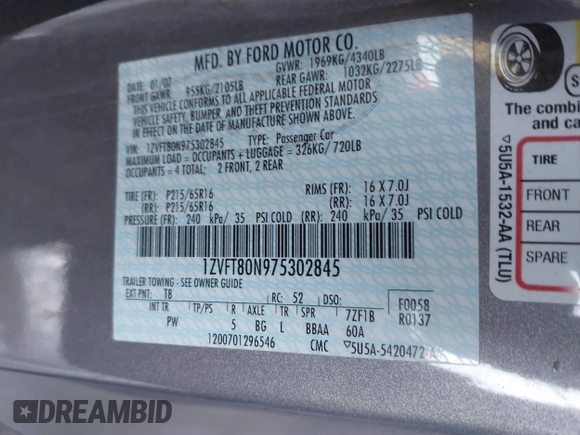 MFD. BY FORD MOTOR CO.
DATE: 01/07 GVWR: 1969KG/4340LB
FRONT GAWR: 955KG/2105LB REAR GAWR: 1032KG/2275LB
THIS VEHICLE CONFORMS TO ALL APPLICABLE FEDERAL MOTOR
VEHICLE SAFETY, BUMPER, AND THEFT PREVENTION STANDARDS
IN EFFECT ON THE DATE OF MANUFACTURE SHOWN ABOVE.
VIN: 1ZVFT80N975302845 TYPE: Passenger Car
MAXIMUM LOAD = OCCUPANTS + LUGGAGE = 326KG/720LB
OCCUPANTS = 4 TOTAL; 2 FRONT, 2 REAR
TIRE (FR): P215/65R16 RIMS (FR): 16 X 7.0J
(RR): P215/65R16 (RR): 16 X 7.0J
PRESSURE (FR): 240 kPa/ 35 PSI COLD (RR): 240 kPa/ 35 PSI COLD
1ZVFT80N975302845
TRAILER TOWING - SEE OWNER GUIDE
EXT PNT: T8 RC: 52 DSO:
INT TR TP/PS R AXLE TR SPR 7ZF1B F0058
PW 5 BG L BBAA 60A R0137
1200701296546 CMC ▽5U5A-5420472-A
The combin
and ca
TIRE
FRONT
REAR
SPARE
▽5U5A-1532-AA (TLU)
S
DREAMBID